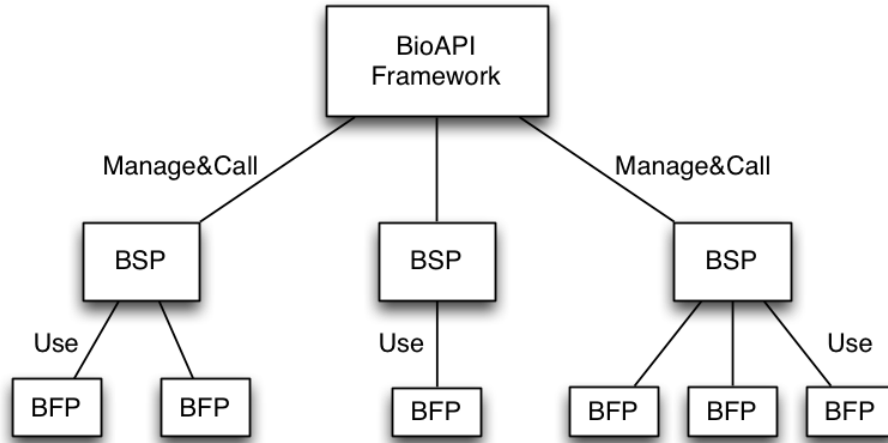 BioAPI
Framework
Manage&Call
Manage&Call
BSP
BSP
BSP
Use
Use
Use
BFP
BFP
BFP
BFP
BFP
BFP